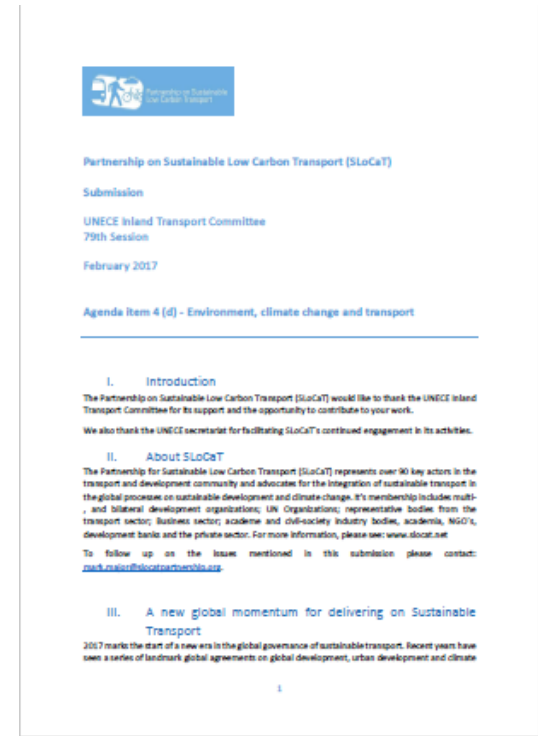 Partnership on Sustainable
Low Carbon Transport
Partnership on Sustainable Low Carbon Transport (SLoCaT)
Submission
UNECE Inland Transport Committee
79th Session
February 2017
Agenda item 4 (d) - Environment, climate change and transport
I. Introduction
The Partnership on Sustainable Low Carbon Transport (SLoCaT) would like to thank the UNECE Inland
Transport Committee for its support and the opportunity to contribute to your work.
We also thank the UNECE secretariat for facilitating SLoCaT's continued engagement in its activities.
II. About SLoCaT
The Partnership for Sustainable Low Carbon Transport (SLoCaT) represents over 90 key actors in the
transport and development community and advocates for the integration of sustainable transport in
the global processes on sustainable development and climate change. It's membership includes multi-
, and bilateral development organizations; UN Organizations; representative bodies from the
transport sector; Business sector; academe and civil-society industry bodies, academia, NGO's,
development banks and the private sector. For more information, please see: www.slocat.net
To follow up on the issues mentioned in this submission please contact:
mark.major@slocatpartnership.org.
III. A new global momentum for delivering on Sustainable
Transport
2017 marks the start of a new era in the global governance of sustainable transport. Recent years have
seen a series of landmark global agreements on global development, urban development and climate
1